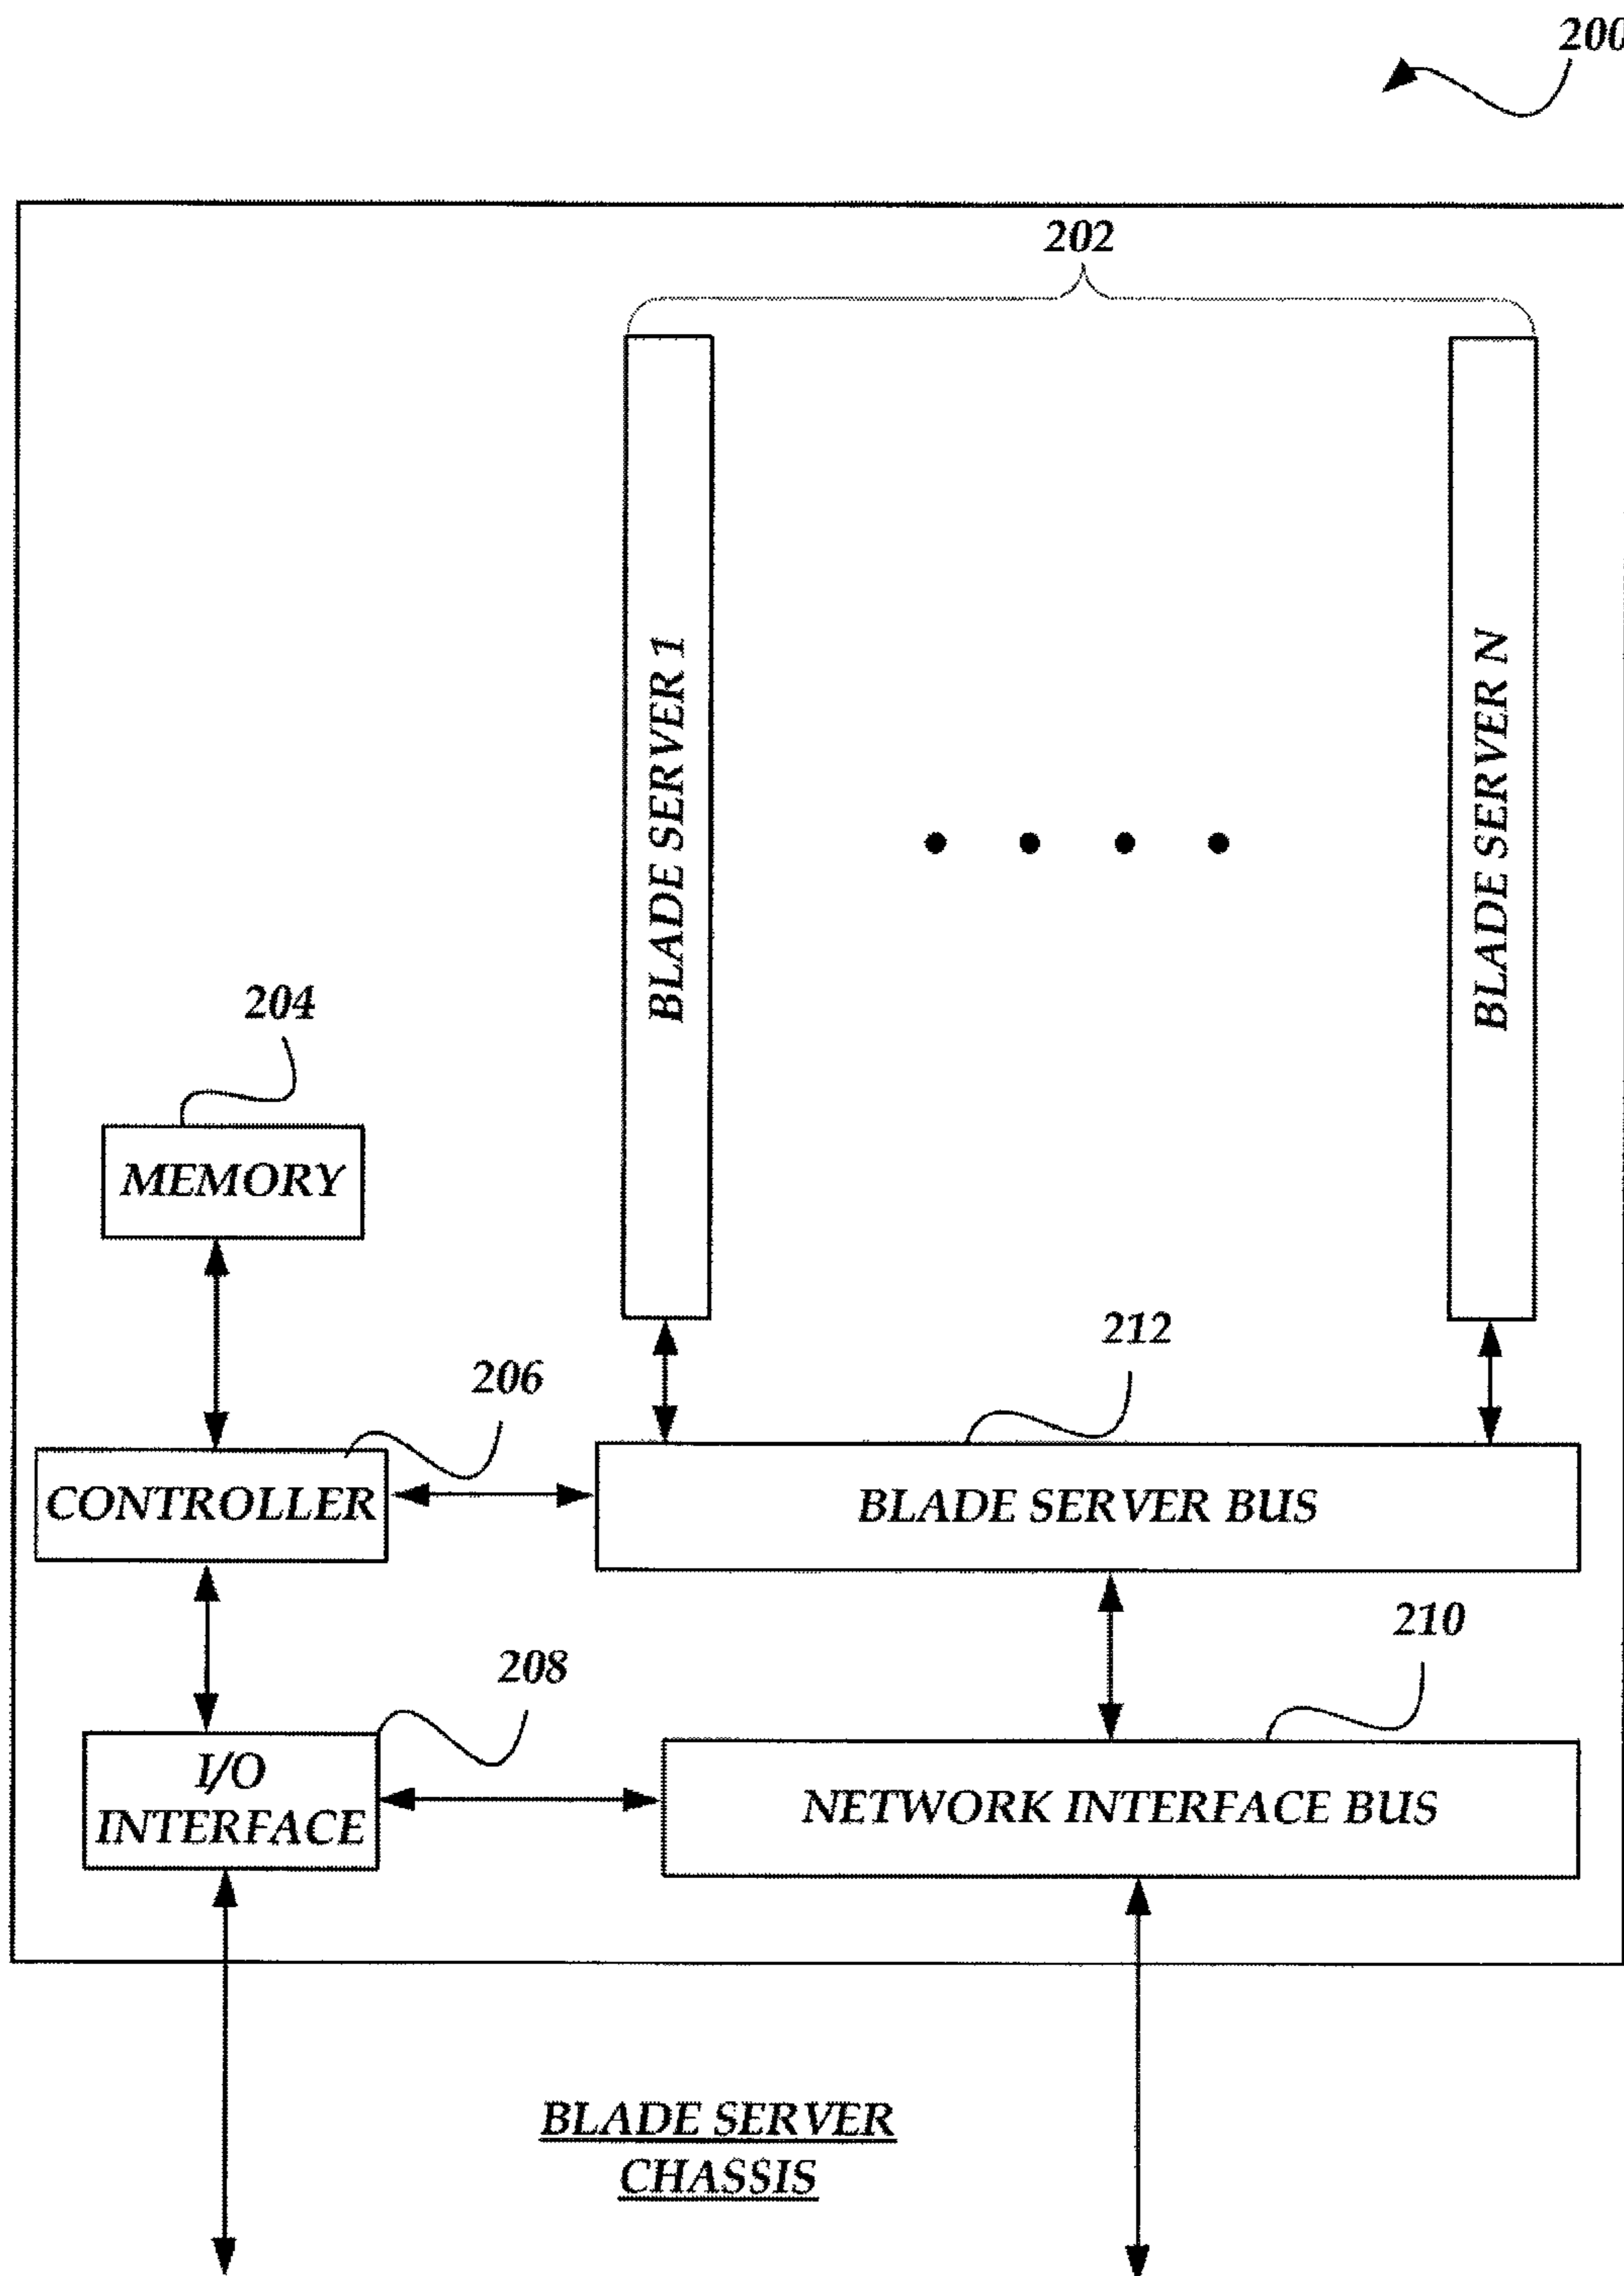 200
202
BLADE SERVER 1
BLADE SERVER N
204
MEMORY
212
206
CONTROLLER
BLADE SERVER BUS
210
208
I/O
INTERFACE
NETWORK INTERFACE BUS
BLADE SERVER
CHASSIS